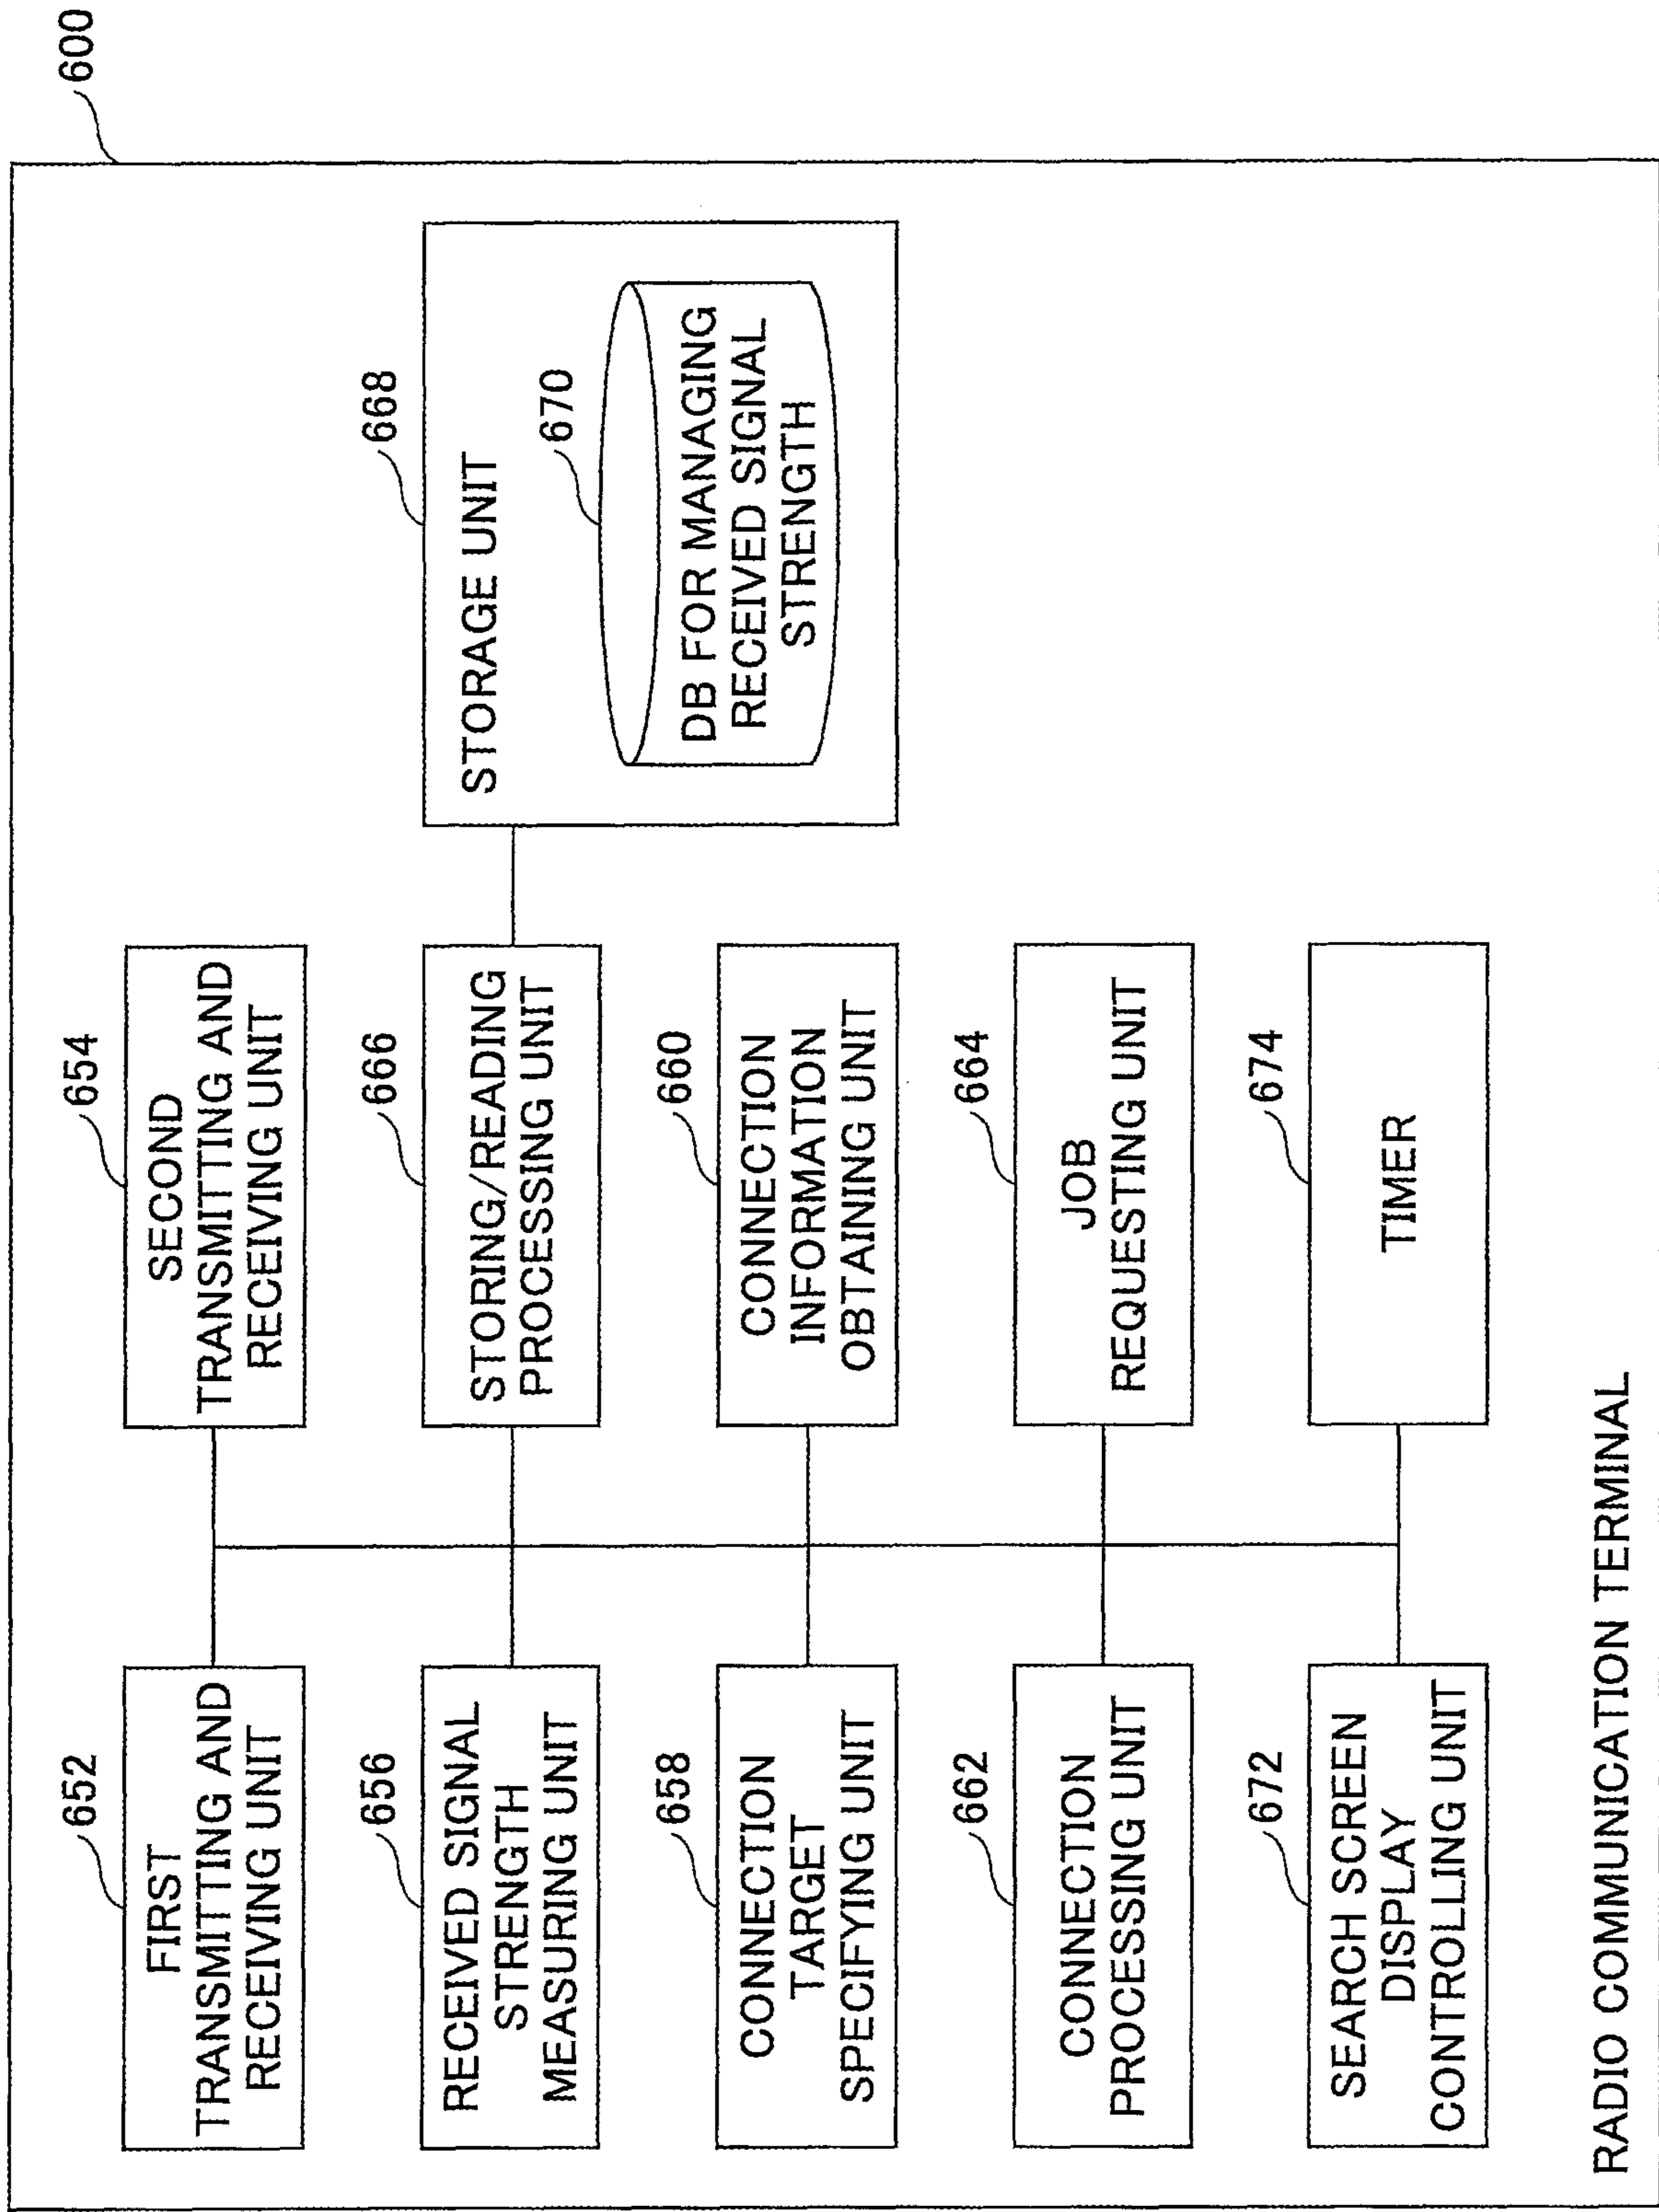 600
652
FIRST
TRANSMITTING AND
RECEIVING UNIT
654
SECOND
TRANSMITTING AND
RECEIVING UNIT
656
RECEIVED SIGNAL
STRENGTH
MEASURING UNIT
666
STORING/READING
PROCESSING UNIT
668
STORAGE UNIT
670
DB FOR MANAGING
RECEIVED SIGNAL
STRENGTH
658
CONNECTION
TARGET
SPECIFYING UNIT
660
CONNECTION
INFORMATION
OBTAINING UNIT
662
CONNECTION
PROCESSING UNIT
664
JOB
REQUESTING UNIT
672
SEARCH SCREEN
DISPLAY
CONTROLLING UNIT
674
TIMER
RADIO COMMUNICATION TERMINAL